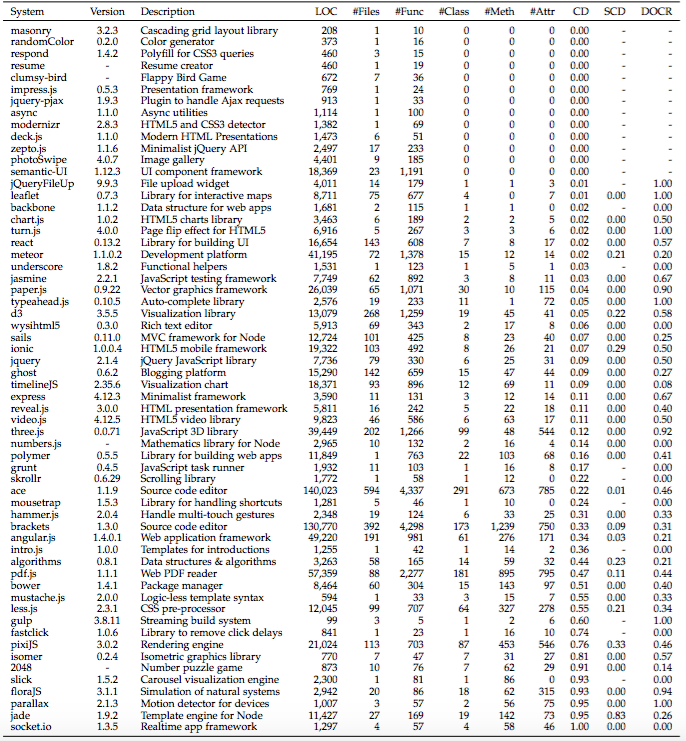 System Version Description LOC #Files #Func #Class #Meth #Attr CD SCD DOCR
masonry 3.2.3 Cascading grid layout library 208 1 10 0 0 0 0.00 - -
randomColor 0.2.0 Color generator 373 1 16 0 0 0 0.00 - -
respond 1.4.2 Polyfill for CSS3 queries 460 3 15 0 0 0 0.00 - -
resume - Resume creator 460 1 19 0 0 0 0.00 - -
clumsy-bird - Flappy Bird Game 672 7 36 0 0 0 0.00 - -
impress.js 0.5.3 Presentation framework 769 1 24 0 0 0 0.00 - -
jquery-pjax 1.9.3 Plugin to handle Ajax requests 913 1 33 0 0 0 0.00 - -
async 1.1.0 Async utilities 1,114 1 100 0 0 0 0.00 - -
modernizr 2.8.3 HTML5 and CSS3 detector 1,382 1 69 0 0 0 0.00 - -
deck.js 1.1.0 Modern HTML Presentations 1,473 6 51 0 0 0 0.00 - -
zepto.js 1.1.6 Minimalist jQuery API 2,497 17 233 0 0 0 0.00 - -
photoSwipe 4.0.7 Image gallery 4,401 9 185 0 0 0 0.00 - -
semantic-UI 1.12.3 UI component framework 18,369 23 1,191 0 0 0 0.00 - -
jQueryFileUp 9.9.3 File upload widget 4,011 14 179 1 1 3 0.01 - 1.00
leaflet 0.7.3 Library for interactive maps 8,711 75 677 4 0 7 0.01 0.00 1.00
backbone 1.1.2 Data structure for web apps 1,681 2 115 1 1 0 0.02 - 0.00
chart.js 1.0.2 HTML5 charts library 3,463 6 189 2 2 5 0.02 0.00 0.50
turn.js 4.0.0 Page flip effect for HTML5 6,916 5 267 3 3 6 0.02 0.00 1.00
react 0.13.2 Library for building UI 16,654 143 608 7 8 17 0.02 0.00 0.57
meteor 1.1.0.2 Development platform 41,195 72 1,378 15 12 14 0.02 0.21 0.20
underscore 1.8.2 Functional helpers 1,531 1 123 1 5 1 0.03 - 0.00
jasmine 2.2.1 JavaScript testing framework 7,749 62 892 3 8 11 0.03 0.00 0.67
paper.js 0.9.22 Vector graphics framework 26,039 65 1,071 30 10 115 0.04 0.00 0.90
typeahead.js 0.10.5 Auto-complete library 2,576 19 233 11 1 72 0.05 0.00 1.00
d3 3.5.5 Visualization library 13,079 268 1,259 19 45 41 0.05 0.22 0.58
wysihtml5 0.3.0 Rich text editor 5,913 69 343 2 17 8 0.06 0.00 0.00
sails 0.11.0 MVC framework for Node 12,724 101 425 8 23 40 0.07 0.00 0.25
ionic 1.0.0.4 HTML5 mobile framework 19,322 103 492 8 26 21 0.07 0.29 0.50
jquery 2.1.4 jQuery JavaScript library 7,736 79 330 6 25 31 0.09 0.00 0.50
ghost 0.6.2 Blogging platform 15,290 142 659 15 47 44 0.09 0.00 0.27
timelineJS 2.35.6 Visualization chart 18,371 93 896 12 69 11 0.09 0.00 0.08
express 4.12.3 Minimalist framework 3,590 11 131 3 12 14 0.11 0.00 0.67
reveal.js 3.0.0 HTML presentation framework 5,811 16 242 5 22 18 0.11 0.00 0.40
video.js 4.12.5 HTML5 video library 9,823 46 586 6 63 17 0.11 0.00 0.50
three.js 0.0.71 JavaScript 3D library 39,449 202 1,266 99 48 544 0.12 0.00 0.92
numbers.js - Mathematics library for Node 2,965 10 132 2 16 4 0.14 0.00 0.00
polymer 0.5.5 Library for building web apps 11,849 1 763 22 103 68 0.16 0.00 0.41
grunt 0.4.5 JavaScript task runner 1,932 11 103 1 16 8 0.17 - 0.00
skrollr 0.6.29 Scrolling library 1,772 1 58 1 12 0 0.22 - 0.00
ace 1.1.9 Source code editor 140,023 594 4,337 291 673 785 0.22 0.01 0.46
mousetrap 1.5.3 Library for handling shortcuts 1,281 5 46 1 10 0 0.24 - 0.00
hammer.js 2.0.4 Handle multi-touch gestures 2,348 19 124 6 33 25 0.31 0.00 0.33
brackets 1.3.0 Source code editor 130,770 392 4,298 173 1,239 750 0.33 0.09 0.31
angular.js 1.4.0.1 Web application framework 49,220 191 981 61 276 171 0.34 0.03 0.21
intro.js 1.0.0 Templates for introductions 1,255 1 42 1 14 2 0.36 - 0.00
algorithms 0.8.1 Data structures & algorithms 3,263 58 165 14 59 32 0.44 0.23 0.21
pdf.js 1.1.1 Web PDF reader 57,359 88 2,277 181 895 795 0.47 0.11 0.44
bower 1.4.1 Package manager 8,464 60 304 15 143 97 0.51 0.00 0.40
mustache.js 2.0.0 Logic-less template syntax 594 1 33 3 15 7 0.55 0.00 0.33
less.js 2.3.1 CSS pre-processor 12,045 99 707 64 327 278 0.55 0.21 0.34
gulp 3.8.11 Streaming build system 99 3 5 1 2 6 0.60 - 1.00
fastclick 1.0.6 Library to remove click delays 841 1 23 1 16 10 0.74 - 0.00
pixiJS 3.0.2 Rendering engine 21,024 113 703 87 453 546 0.76 0.33 0.46
isomer 0.2.4 Isometric graphics library 770 7 47 7 31 27 0.81 0.00 0.57
2048 - Number puzzle game 873 10 76 7 62 29 0.91 0.00 0.14
slick 1.5.2 Carousel visualization engine 2,300 1 81 1 86 0 0.93 - 0.00
floraJS 3.1.1 Simulation of natural systems 2,942 20 86 18 62 315 0.93 0.00 0.94
parallax 2.1.3 Motion detector for devices 1,007 3 57 2 56 75 0.95 0.00 1.00
jade 1.9.2 Template engine for Node 11,427 27 169 19 142 73 0.95 0.83 0.26
socket.io 1.3.5 Realtime app framework 1,297 4 57 4 58 46 1.00 0.00 0.00